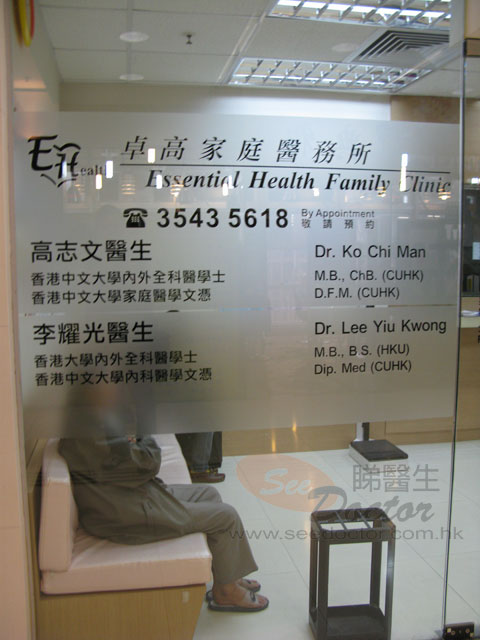 EH ealth
卓高家庭醫務所
Essential Health Family Clinic
☎ 3543 5618 By Appointment
敬請預約
高志文醫生 Dr. Ko Chi Man
香港中文大學內外全科醫學士 M.B., ChB. (CUHK)
香港中文大學家庭醫學文憑 D.F.M. (CUHK)
李耀光醫生 Dr. Lee Yiu Kwong
香港大學內外全科醫學士 M.B., B.S. (HKU)
香港中文大學內科醫學文憑 Dip. Med (CUHK)
See Doctor 睇醫生
www.seedoctor.com.hk